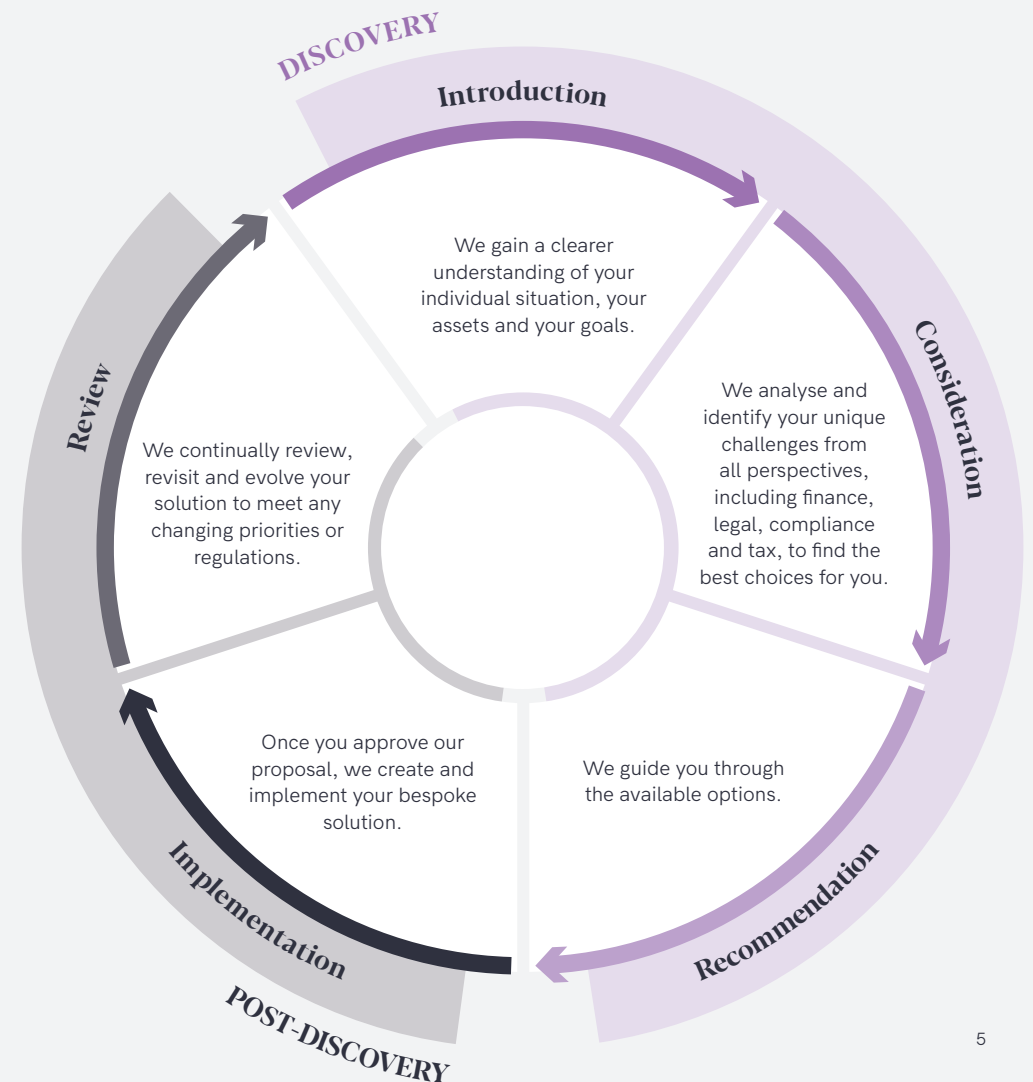 DISCOVERY
Introduction
We gain a clearer
understanding of your
individual situation, your
assets and your goals.
Consideration
We analyse and
identify your unique
challenges from
all perspectives,
including finance,
legal, compliance
and tax, to find the
best choices for you.
Recommendation
We guide you through
the available options.
POST-DISCOVERY
Implementation
Once you approve our
proposal, we create and
implement your bespoke
solution.
Review
We continually review,
revisit and evolve your
solution to meet any
changing priorities or
regulations.
5